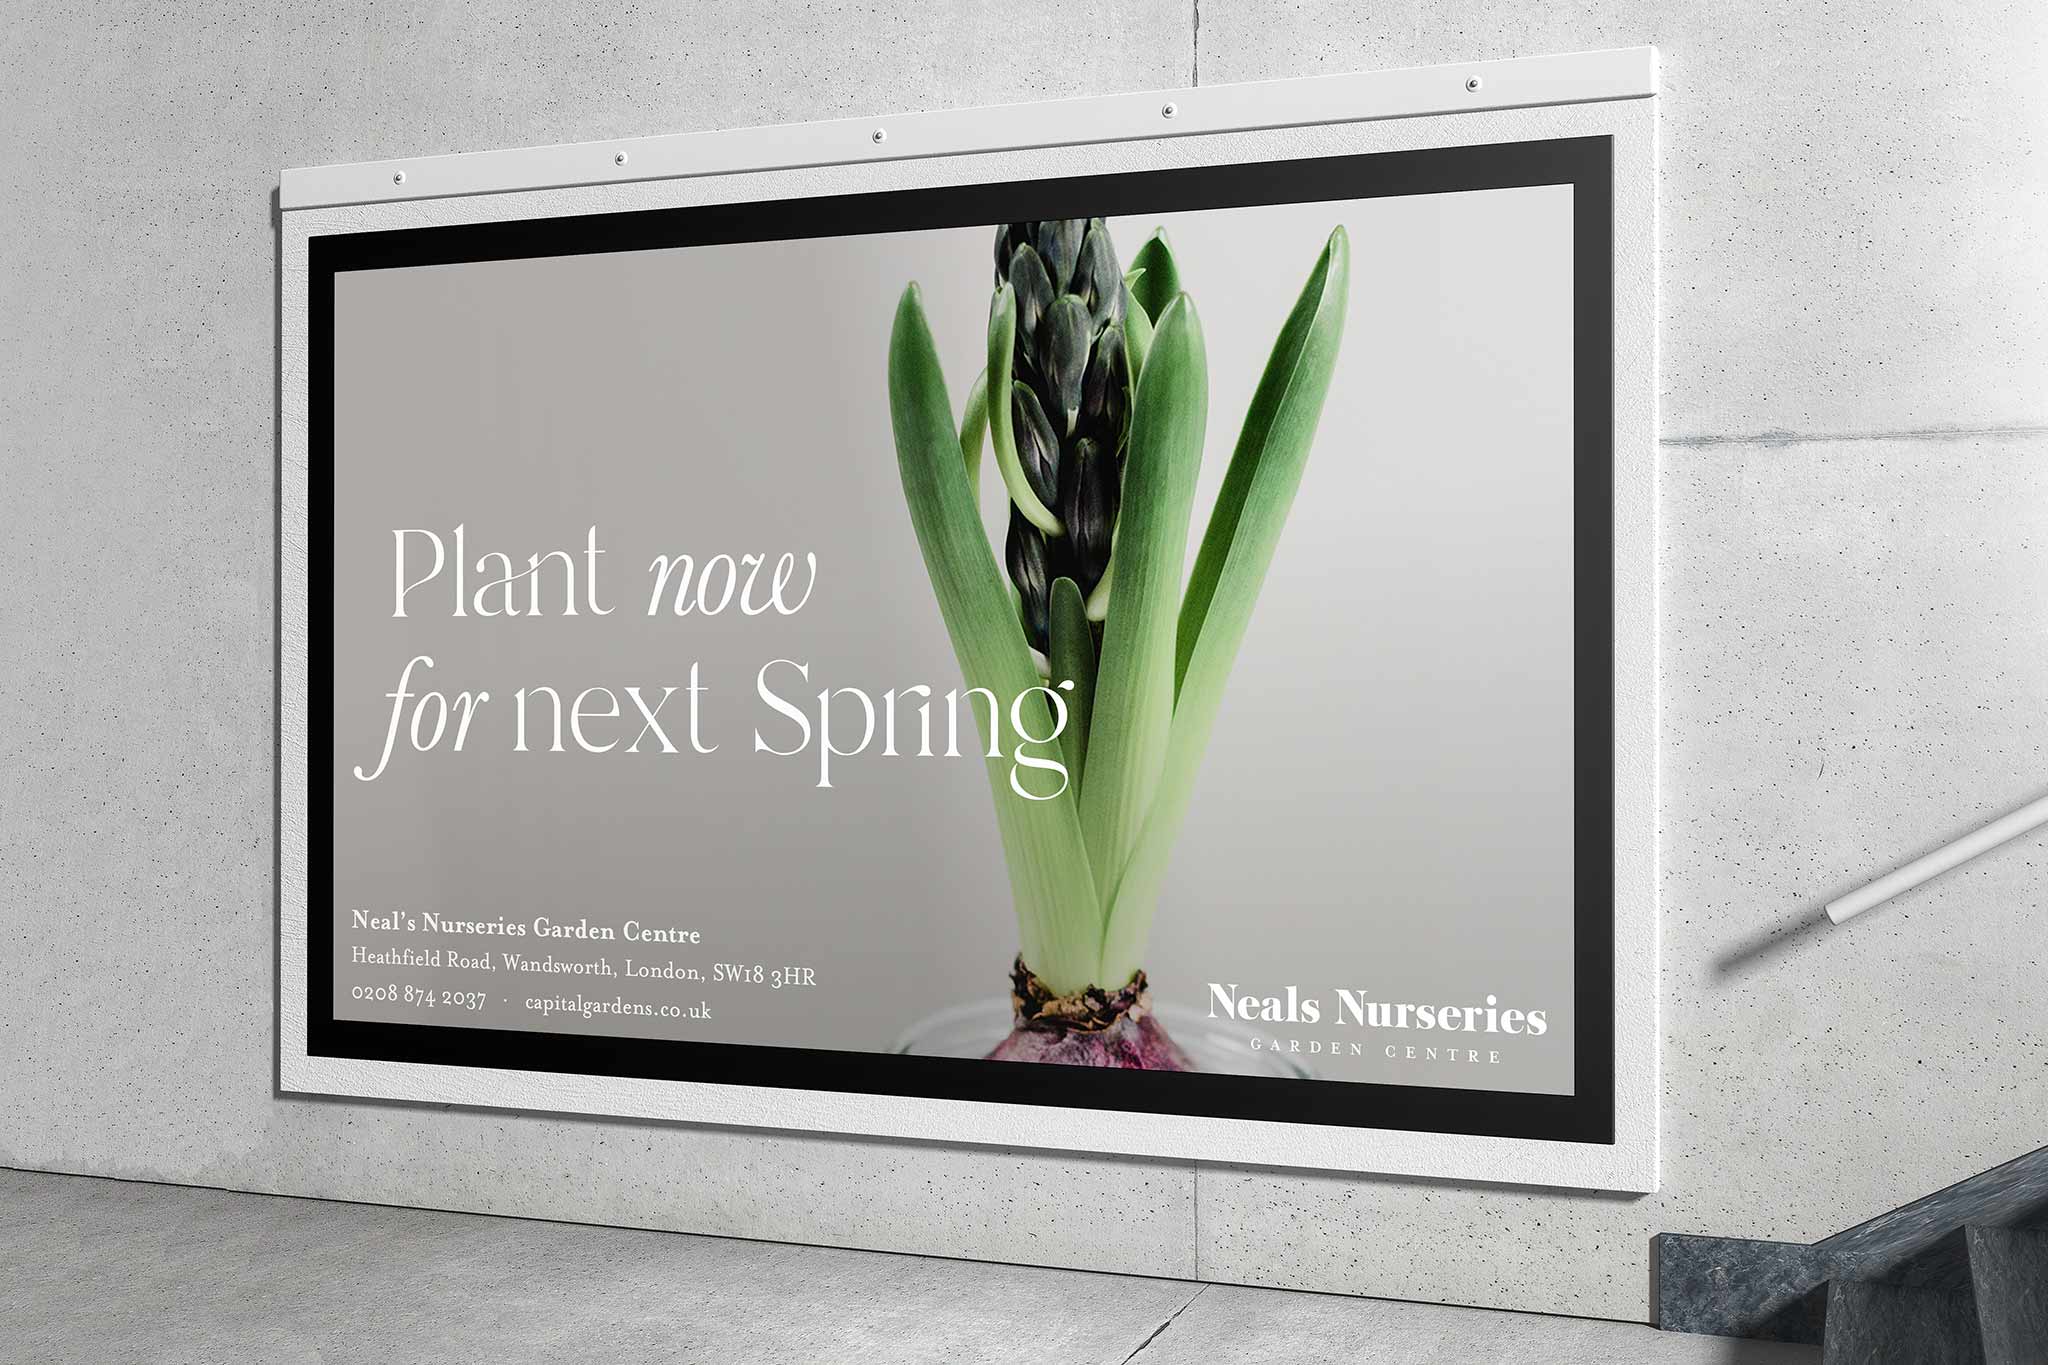 Plant now
for next Spring
Neal's Nurseries Garden Centre
Heathfield Road, Wandsworth, London, SW18 3HR
0208 874 2037 · capitalgardens.co.uk
Neals Nurseries
GARDEN CENTRE